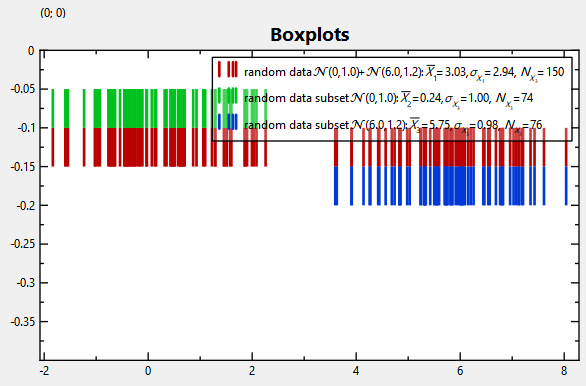 (0; 0)
Boxplots
0
-0.05
-0.1
-0.15
-0.2
-0.25
-0.3
-0.35
random data 𝒩(0,1.0)+𝒩(6.0,1.2): X̅₁=3.03, σ_X₁=2.94, N_X₁=150
random data subset 𝒩(0,1.0): X̅₂=0.24, σ_X₂=1.00, N_X₂=74
random data subset 𝒩(6.0,1.2): X̅₃=5.75, σ_X₃=0.98, N_X₃=76
-2 0 2 4 6 8